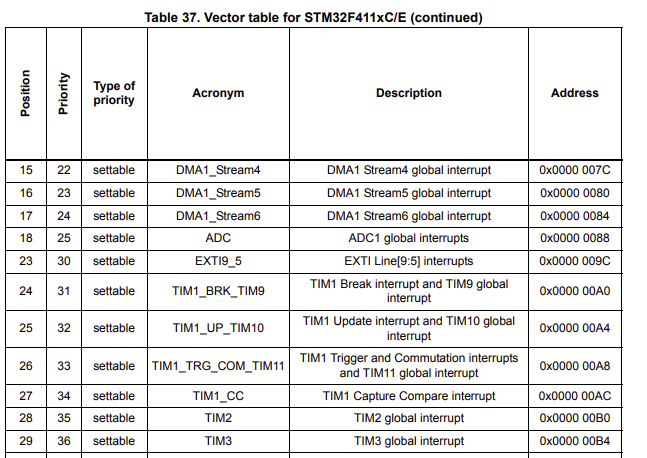 Table 37. Vector table for STM32F411xC/E (continued)
Position Priority Type of priority Acronym Description Address
15 22 settable DMA1_Stream4 DMA1 Stream4 global interrupt 0x0000 007C
16 23 settable DMA1_Stream5 DMA1 Stream5 global interrupt 0x0000 0080
17 24 settable DMA1_Stream6 DMA1 Stream6 global interrupt 0x0000 0084
18 25 settable ADC ADC1 global interrupts 0x0000 0088
23 30 settable EXTI9_5 EXTI Line[9:5] interrupts 0x0000 009C
24 31 settable TIM1_BRK_TIM9 TIM1 Break interrupt and TIM9 global interrupt 0x0000 00A0
25 32 settable TIM1_UP_TIM10 TIM1 Update interrupt and TIM10 global interrupt 0x0000 00A4
26 33 settable TIM1_TRG_COM_TIM11 TIM1 Trigger and Commutation interrupts and TIM11 global interrupt 0x0000 00A8
27 34 settable TIM1_CC TIM1 Capture Compare interrupt 0x0000 00AC
28 35 settable TIM2 TIM2 global interrupt 0x0000 00B0
29 36 settable TIM3 TIM3 global interrupt 0x0000 00B4